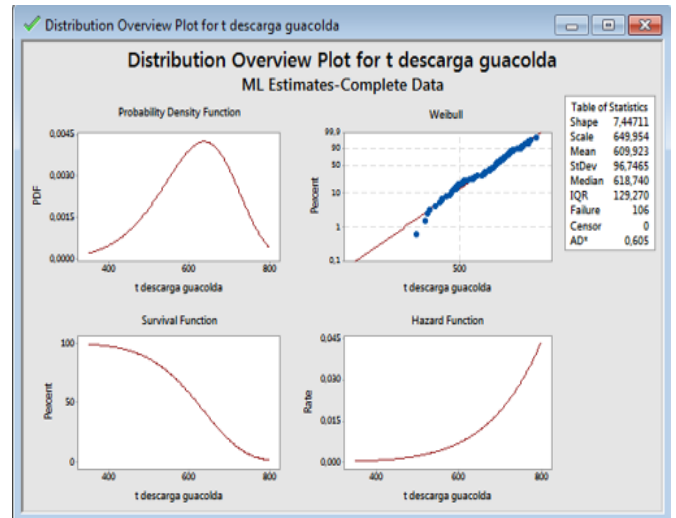 Distribution Overview Plot for t descarga guacolda
Distribution Overview Plot for t descarga guacolda
ML Estimates-Complete Data
Probability Density Function
0,0045
0,0030
0,0015
0,0000
PDF
400 600 800
t descarga guacolda
Weibull
99,9
90
50
10
1
0,1
Percent
500
t descarga guacolda
Table of Statistics
Shape 7,44711
Scale 649,954
Mean 609,923
StDev 96,7465
Median 618,740
IQR 129,270
Failure 106
Censor 0
AD* 0,605
Survival Function
100
50
0
Percent
400 600 800
t descarga guacolda
Hazard Function
0,045
0,030
0,015
0,000
Rate
400 600 800
t descarga guacolda